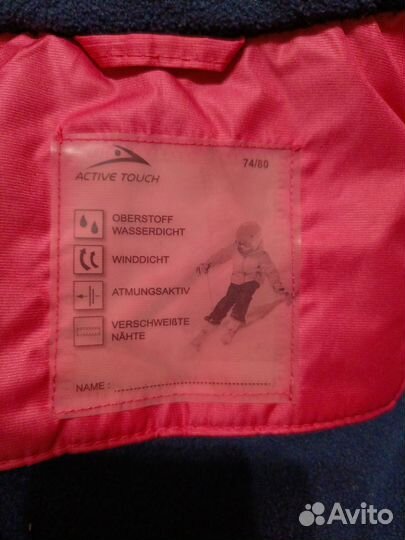 74/80
ACTIVE TOUCH
OBERSTOFF
WASSERDICHT
WINDDICHT
ATMUNGSAKTIV
VERSCHWEIßTE
NÄHTE
NAME :
Avito